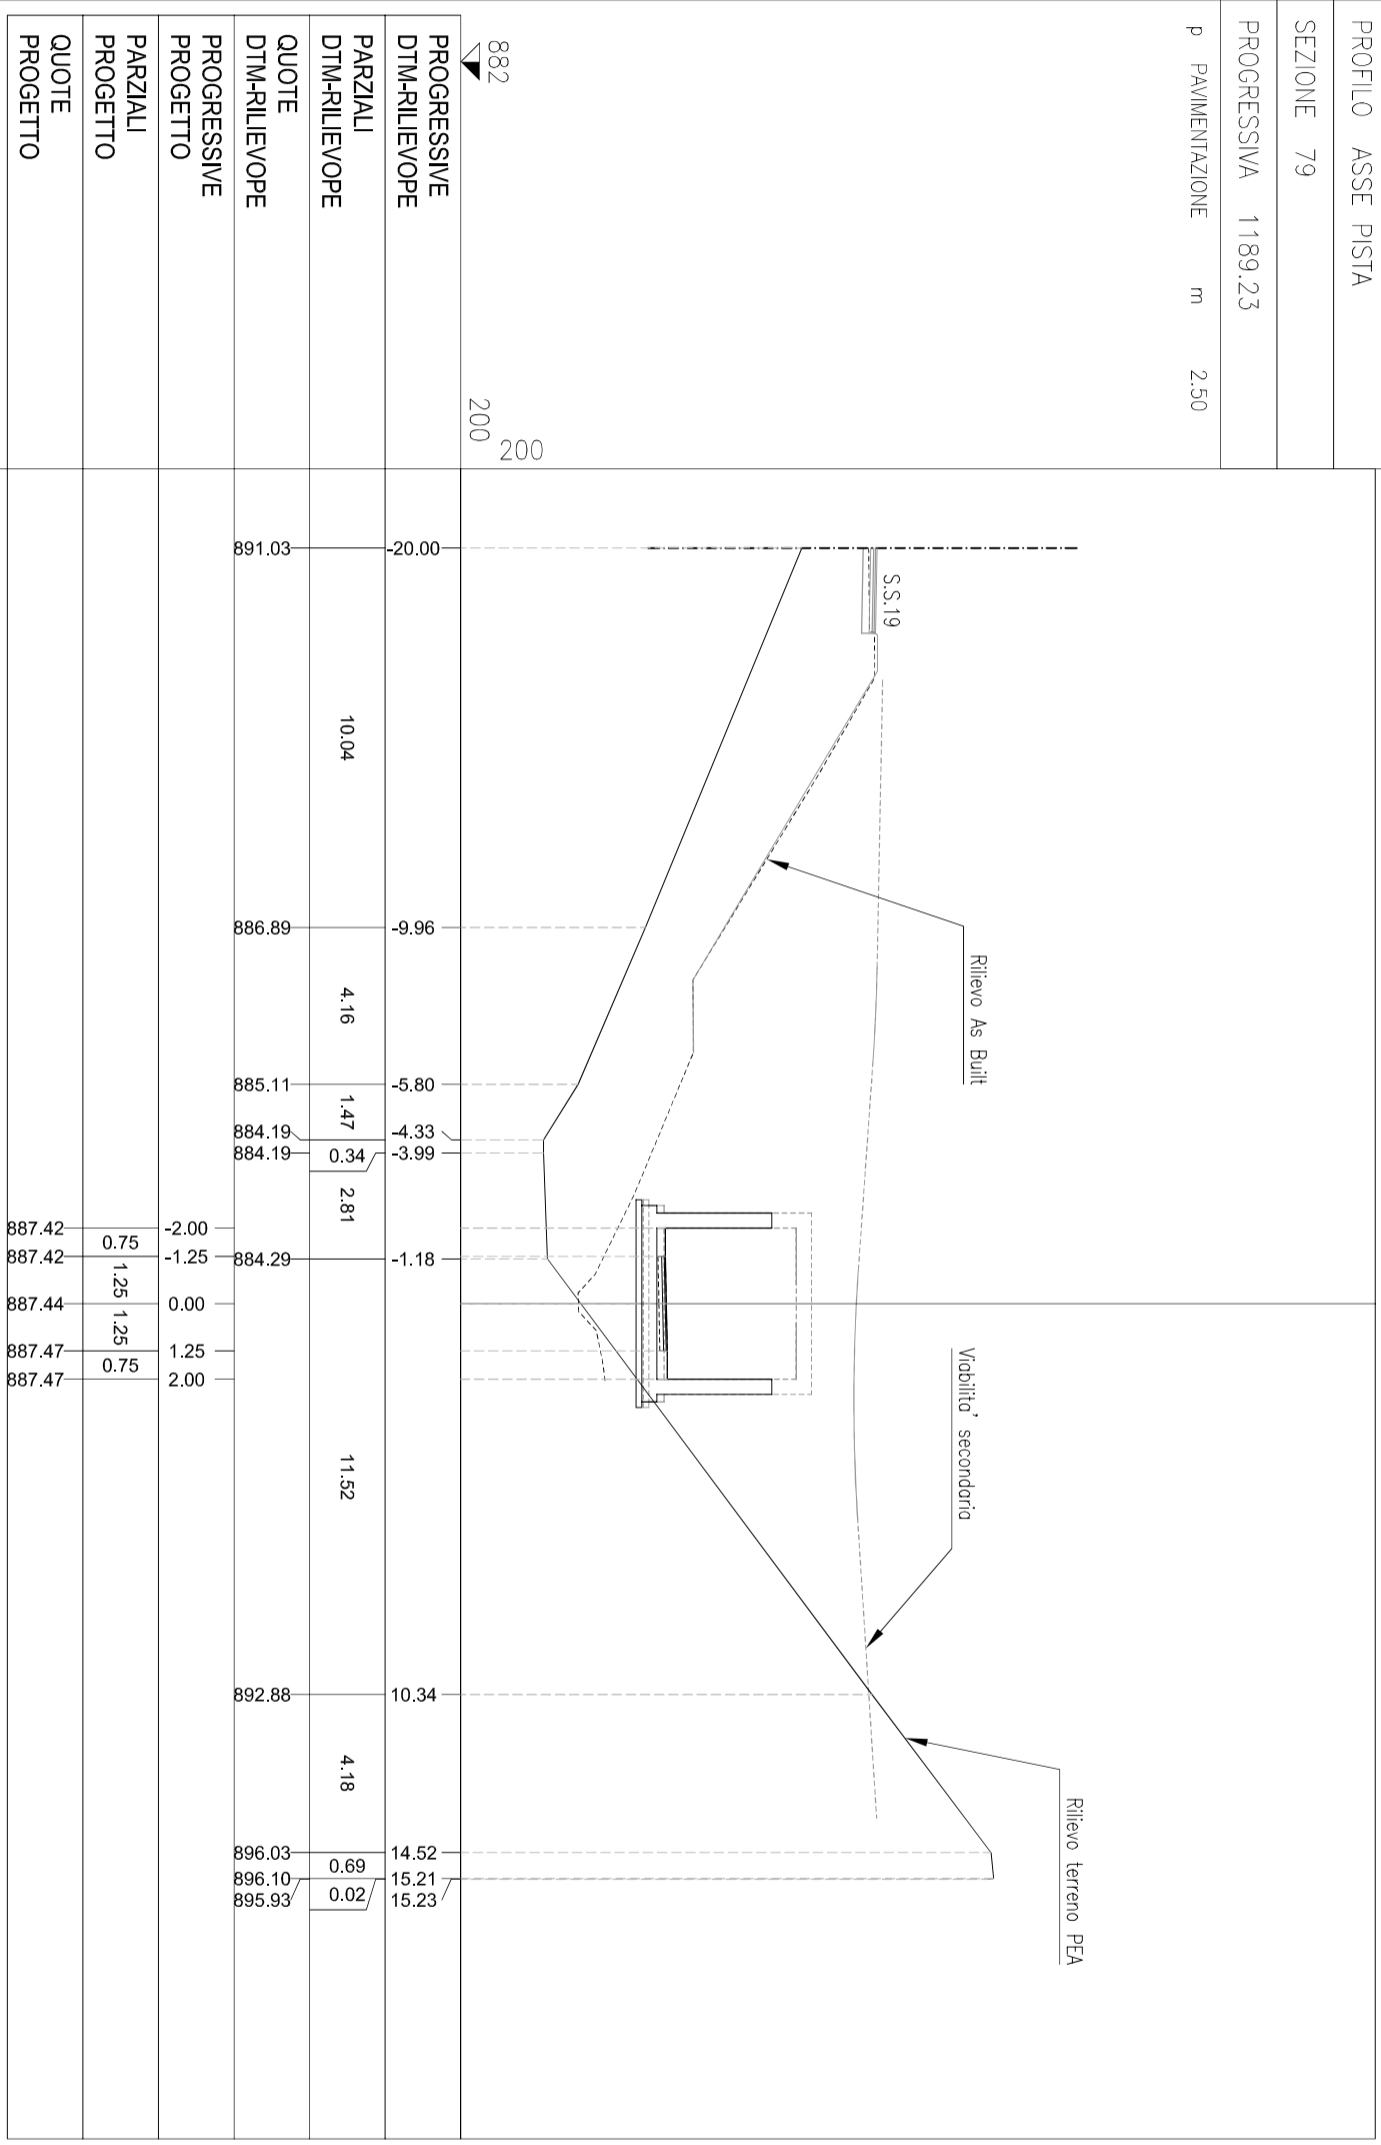 PROFILO ASSE PISTA
SEZIONE 79
PROGRESSIVA 1189.23
p PAVIMENTAZIONE m 2.50
S.S.19
Rilievo As Built
Viabilita' secondaria
Rilievo terreno PEA
882
200
200
PROGRESSIVE
DTM-RILIEVOPE
-20.00
-9.96
-5.80
-4.33
-3.99
-1.18
10.34
14.52
15.21
15.23
PARZIALI
DTM-RILIEVOPE
10.04
4.16
1.47
0.34
2.81
11.52
4.18
0.69
0.02
QUOTE
DTM-RILIEVOPE
891.03
886.89
885.11
884.19
884.19
884.29
892.88
896.03
896.10
895.93
PROGRESSIVE
PROGETTO
-2.00
-1.25
0.00
1.25
2.00
PARZIALI
PROGETTO
0.75
1.25
1.25
0.75
QUOTE
PROGETTO
887.42
887.42
887.44
887.47
887.47